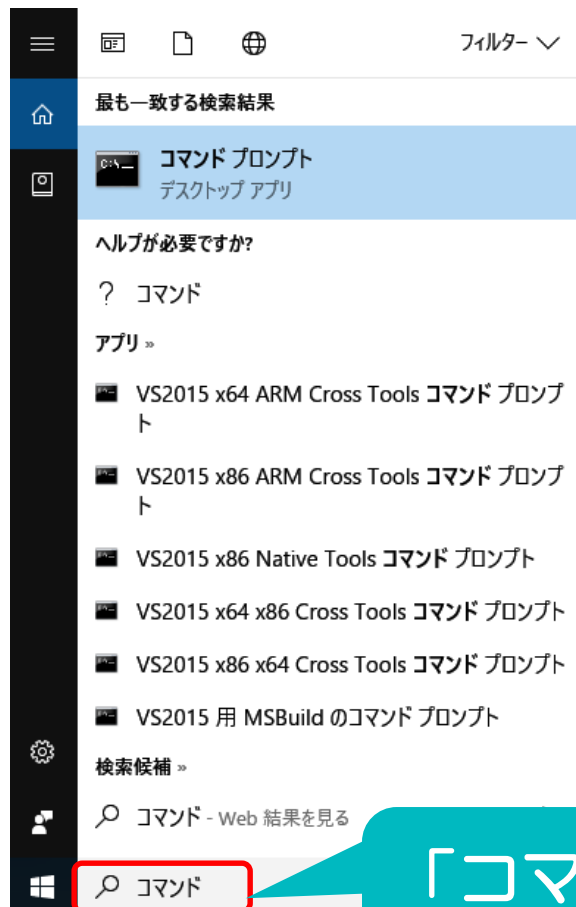 フィルター
最も一致する検索結果
コマンド プロンプト
デスクトップ アプリ
ヘルプが必要ですか?
? コマンド
アプリ »
VS2015 x64 ARM Cross Tools コマンド プロンプ
ト
VS2015 x86 ARM Cross Tools コマンド プロンプ
ト
VS2015 x86 Native Tools コマンド プロンプト
VS2015 x64 x86 Cross Tools コマンド プロンプト
VS2015 x86 x64 Cross Tools コマンド プロンプト
VS2015 用 MSBuild のコマンド プロンプト
検索候補 »
コマンド - Web 結果を見る
コマンド
「コマ